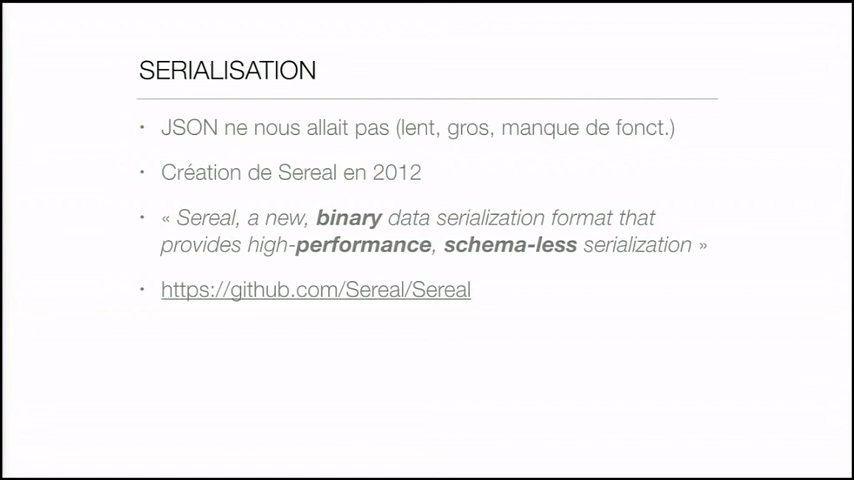 SERIALISATION
• JSON ne nous allait pas (lent, gros, manque de fonct.)
• Création de Sereal en 2012
• « Sereal, a new, binary data serialization format that
provides high-performance, schema-less serialization »
• https://github.com/Sereal/Sereal